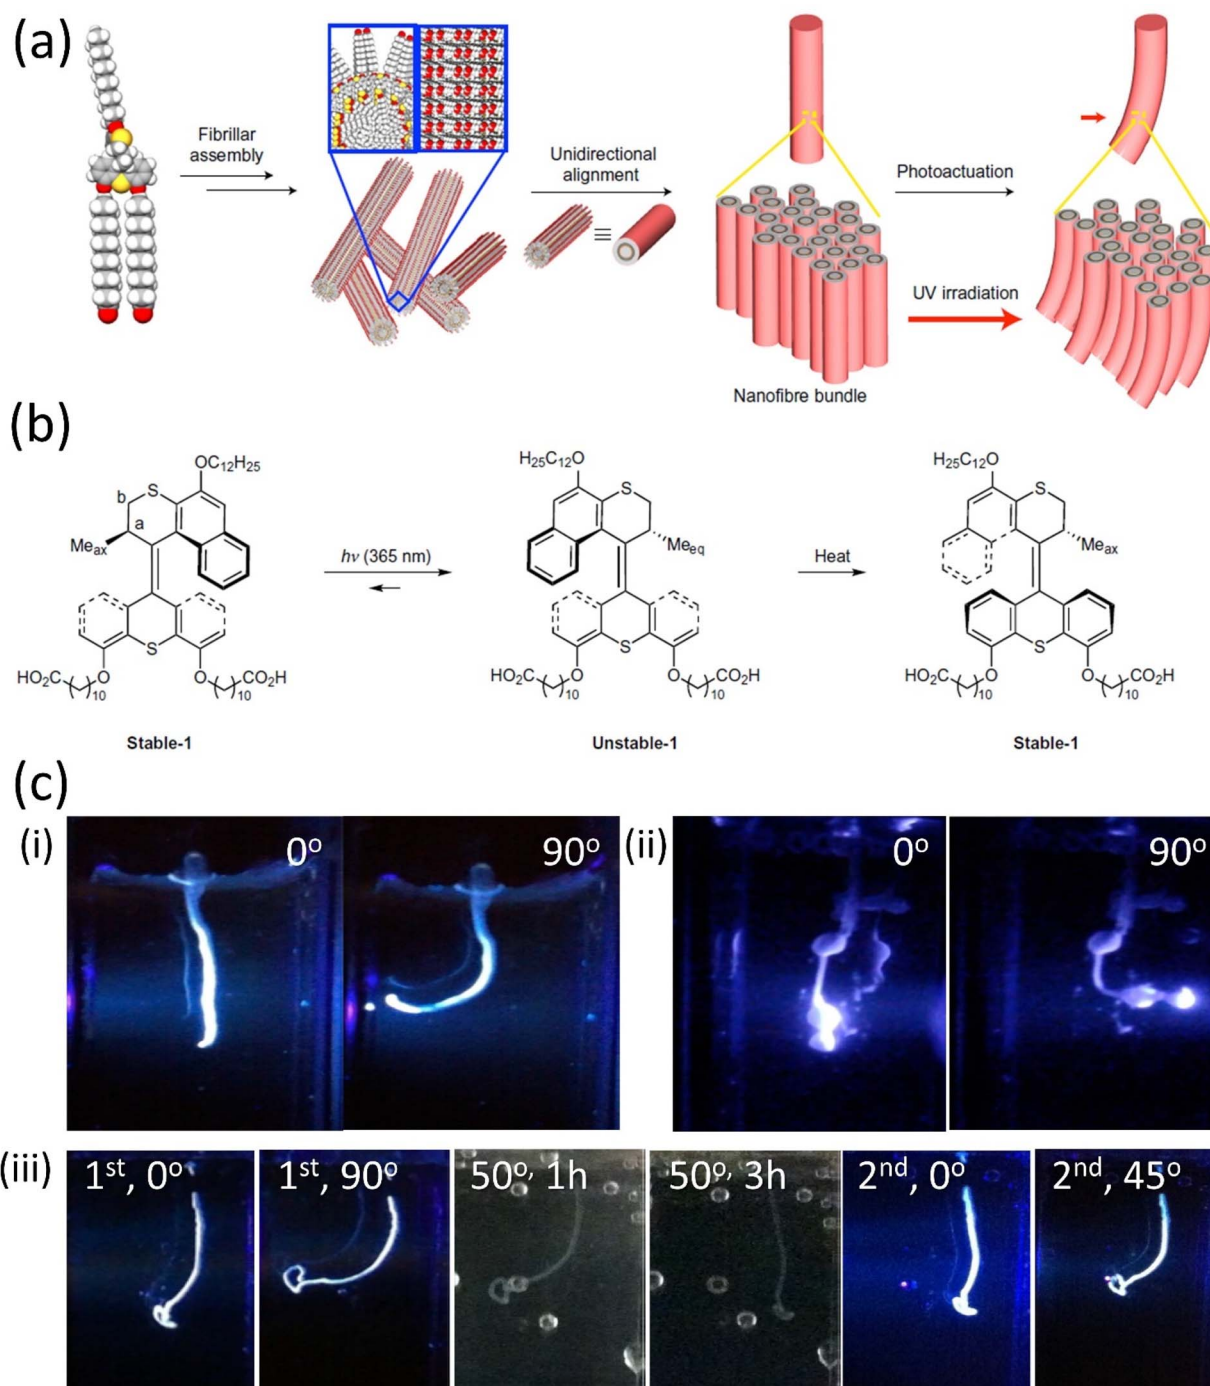 (a)
Fibrillar
assembly
Unidirectional
alignment
≡
Photoactuation
UV irradiation
Nanofibre bundle
(b)
OC12H25
S
b
a
Meax
S
HO2C
10
O
O
10
CO2H
Stable-1
hν (365 nm)
H25C12O
S
Meeq
S
HO2C
10
O
O
10
CO2H
Unstable-1
Heat
H25C12O
S
Meax
S
HO2C
10
O
O
10
CO2H
Stable-1
(c)
(i)
0°
90°
(ii)
0°
90°
(iii)
1st, 0°
1st, 90°
50°, 1h
50°, 3h
2nd, 0°
2nd, 45°